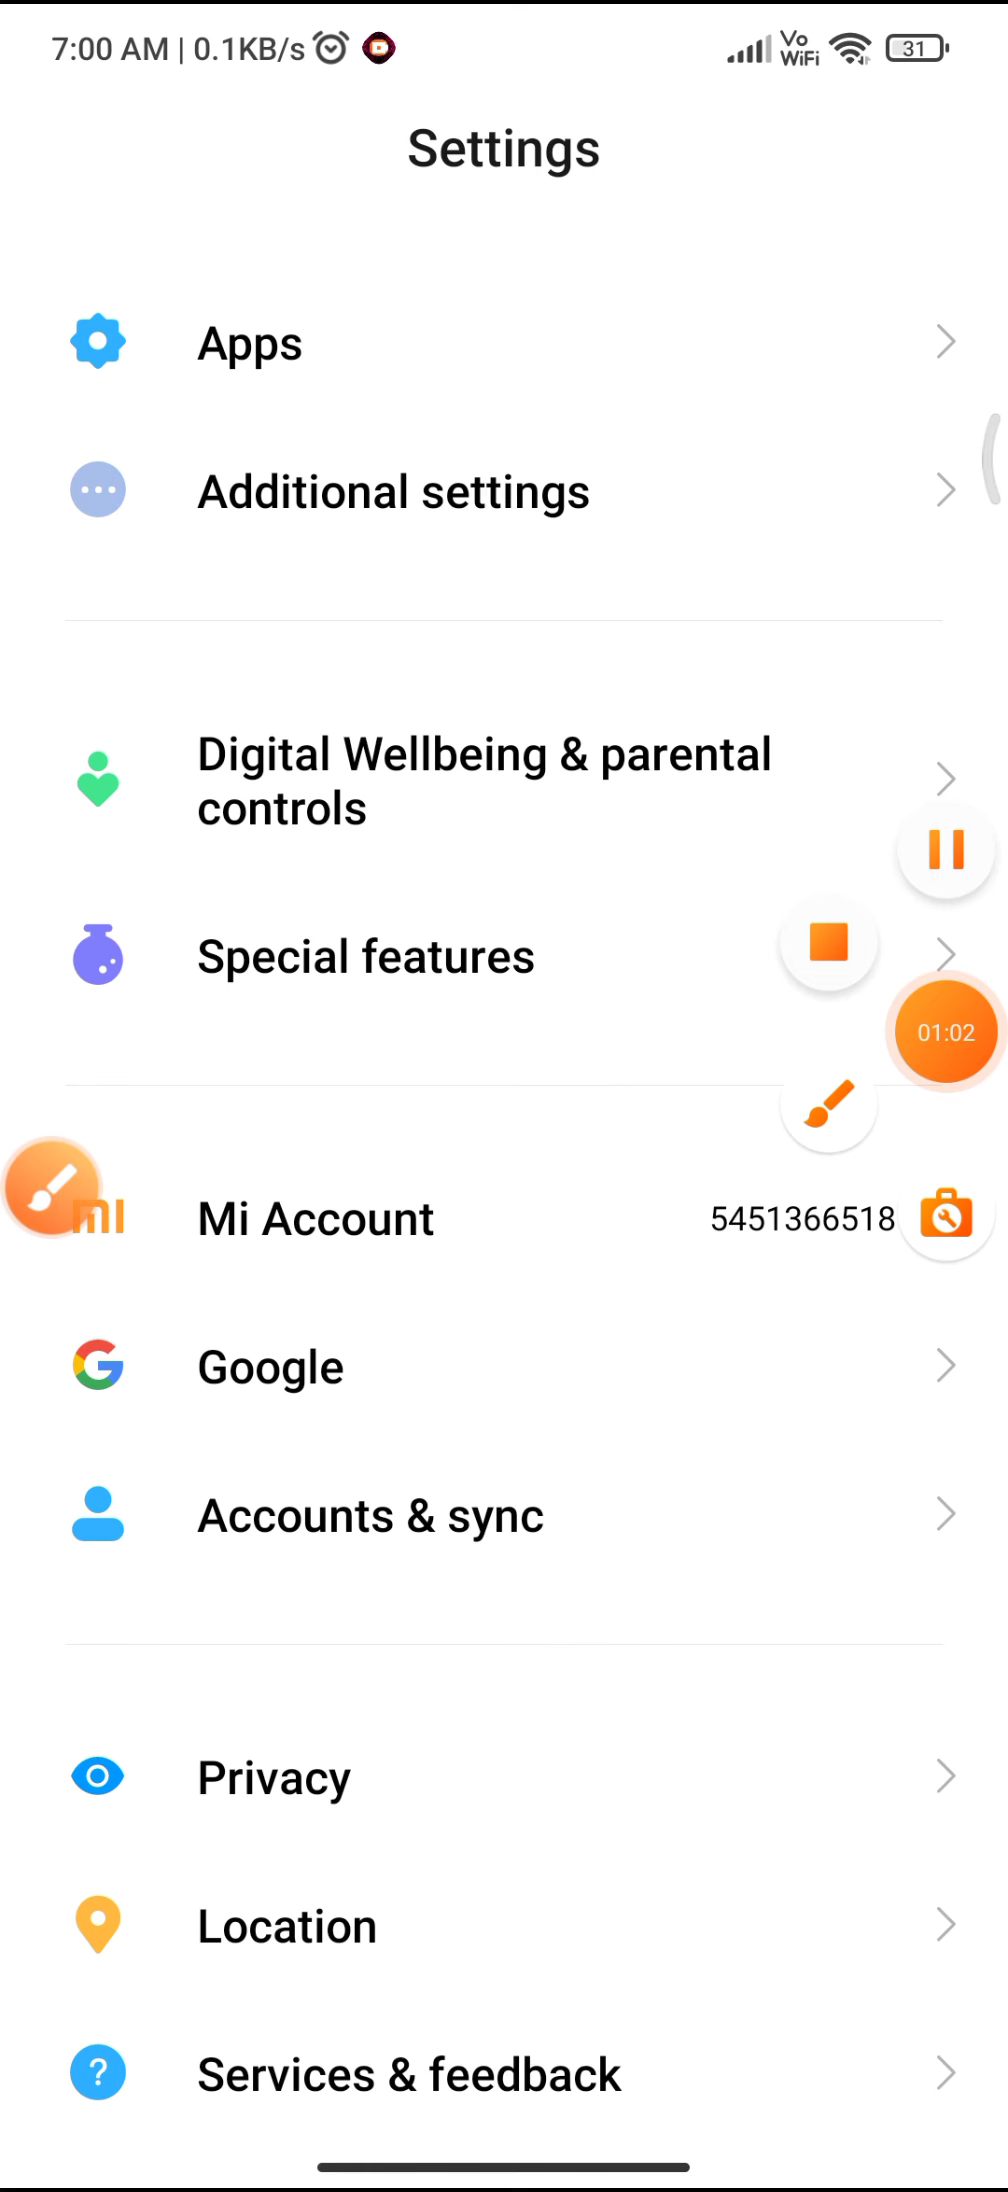 7:00 AM | 0.1KB/s Vo WiFi 31
Settings
Apps
Additional settings
Digital Wellbeing & parental
controls
Special features
01:02
Mi Account 5451366518
Google
Accounts & sync
Privacy
Location
? Services & feedback